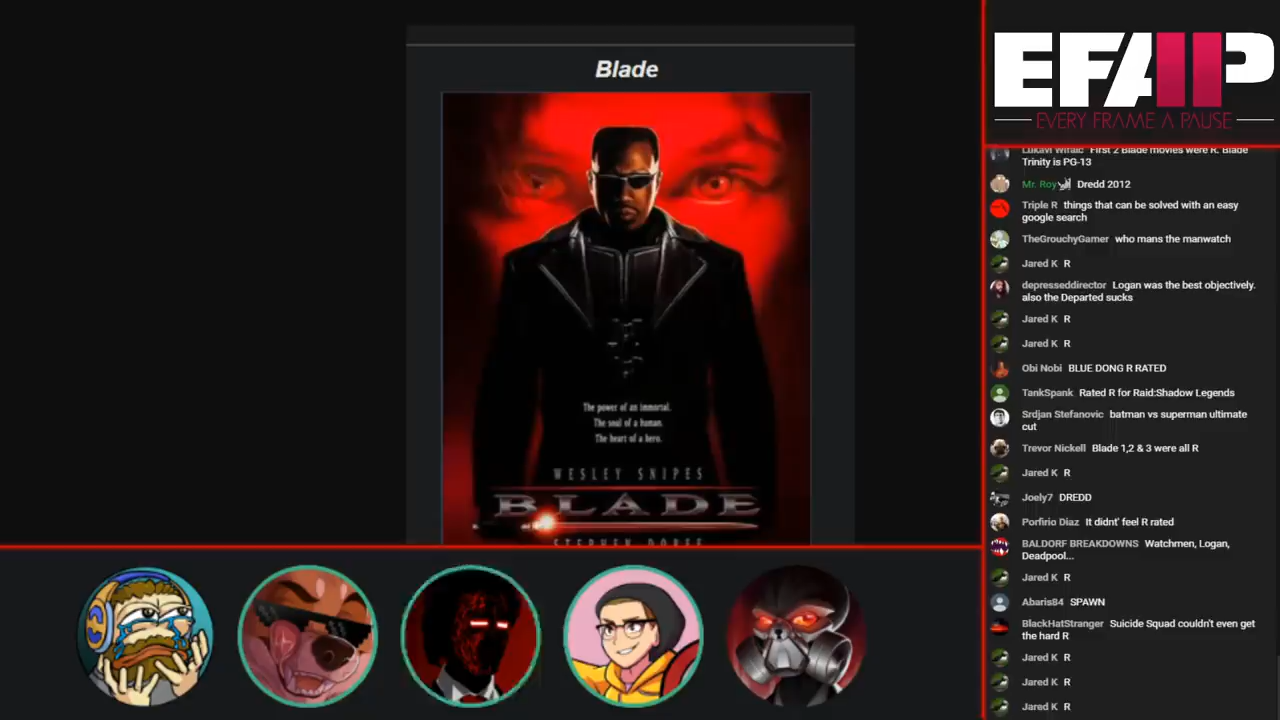 Blade
The power of an immortal.
The soul of a human.
The heart of a hero.
WESLEY SNIPES
BLADE
STEPHEN DORFF
EFAP
EVERY FRAME A PAUSE
First 2 Blade movies were R. Blade
Trinity is PG-13
Mr. Roy Dredd 2012
Triple R things that can be solved with an easy
google search
TheGrouchyGamer who mans the manwatch
Jared K R
depresseddirector Logan was the best objectively.
also the Departed sucks
Jared K R
Jared K R
Obi Nobi BLUE DONG R RATED
TankSpank Rated R for Raid:Shadow Legends
Srdjan Stefanovic batman vs superman ultimate
cut
Trevor Nickell Blade 1,2 & 3 were all R
Jared K R
Joely7 DREDD
Porfirio Diaz It didnt' feel R rated
BALDORF BREAKDOWNS Watchmen, Logan,
Deadpool...
Jared K R
Abaris84 SPAWN
BlackHatStranger Suicide Squad couldn't even get
the hard R
Jared K R
Jared K R
Jared K R